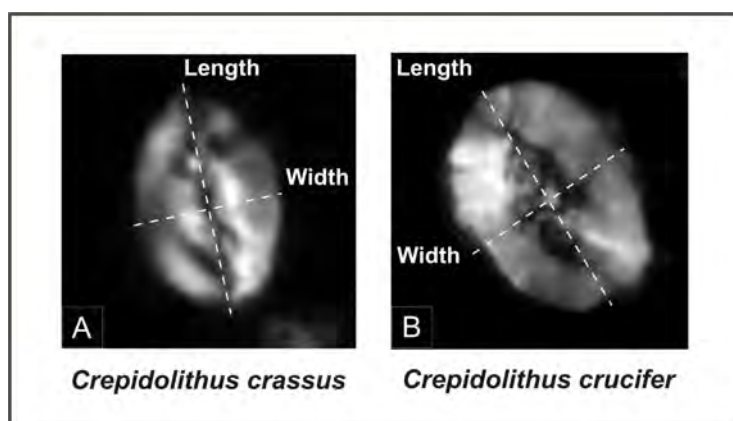 Length
Width
A
Crepidolithus crassus
Length
Width
B
Crepidolithus crucifer